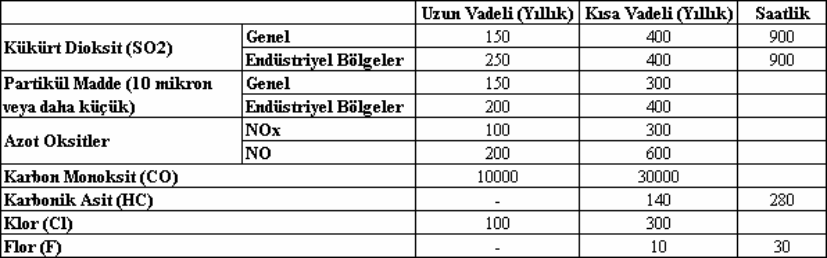 Uzun Vadeli (Yıllık) Kısa Vadeli (Yıllık) Saatlik
Kükürt Dioksit (SO2) Genel 150 400 900
Endüstriyel Bölgeler 250 400 900
Partikül Madde (10 mikron veya daha küçük) Genel 150 300
Endüstriyel Bölgeler 200 400
Azot Oksitler NOx 100 300
NO 200 600
Karbon Monoksit (CO) 10000 30000
Karbonik Asit (HC) - 140 280
Klor (Cl) 100 300
Flor (F) - 10 30